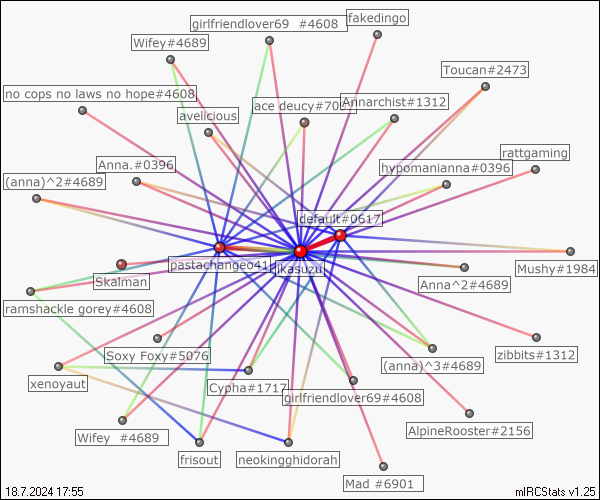 fakedingo
girlfriendlover69 #4608
Wifey#4689
Toucan#2473
no cops no laws no hope#4608
ace deucy#702
Annarchist#1312
avelicious
rattgaming
Anna.#0396
hypomanianna#0396
(anna)^2#4689
default#0617
pastachangeo41
jikasuzu
Mushy#1984
Skalman
Anna^2#4689
ramshackle gorey#4608
Soxy Foxy#5076
zibbits#1312
(anna)^3#4689
xenoyaut
Cypha#1717
girlfriendlover69#4608
AlpineRooster#2156
Wifey #4689
frisout
neokingghidorah
Mad #6901
18.7.2024 17:55
mIRCStats v1.25